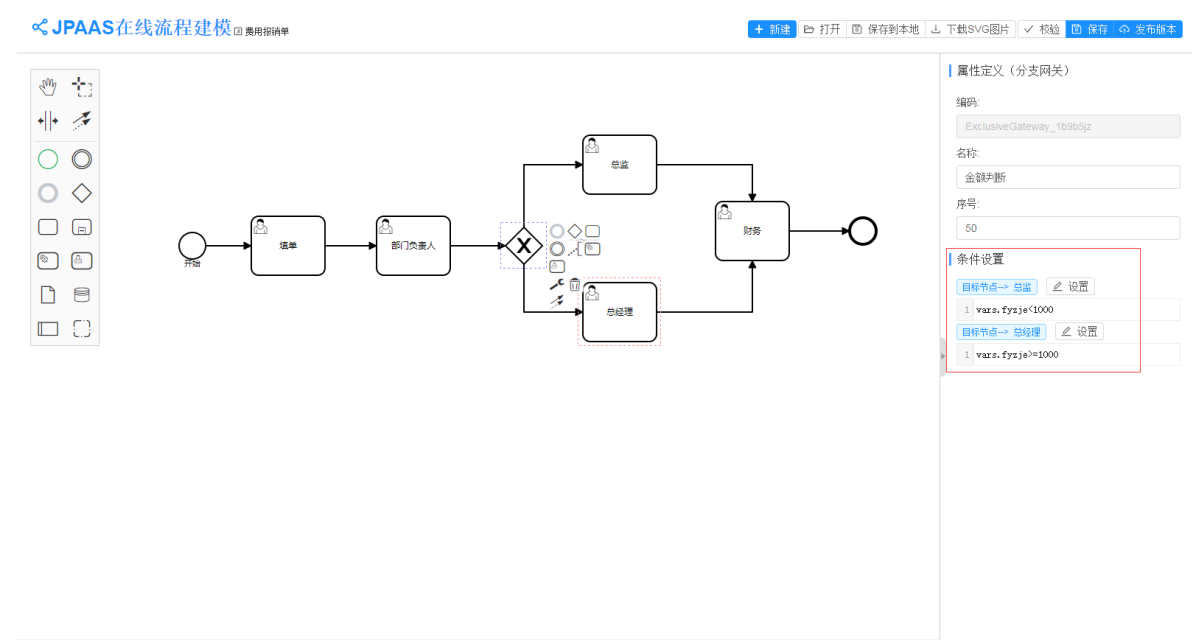 JPAAS在线流程建模 费用报销单
新建 打开 保存到本地 下载SVG图片 校验 保存 发布版本
属性定义（分支网关）
编码:
ExclusiveGateway_1b9b5jz
名称:
金额判断
序号:
50
条件设置
目标节点--> 总监 设置
1 vars.fyzje<1000
目标节点--> 总经理 设置
1 vars.fyzje>=1000
开始
填单
部门负责人
总监
总经理
财务